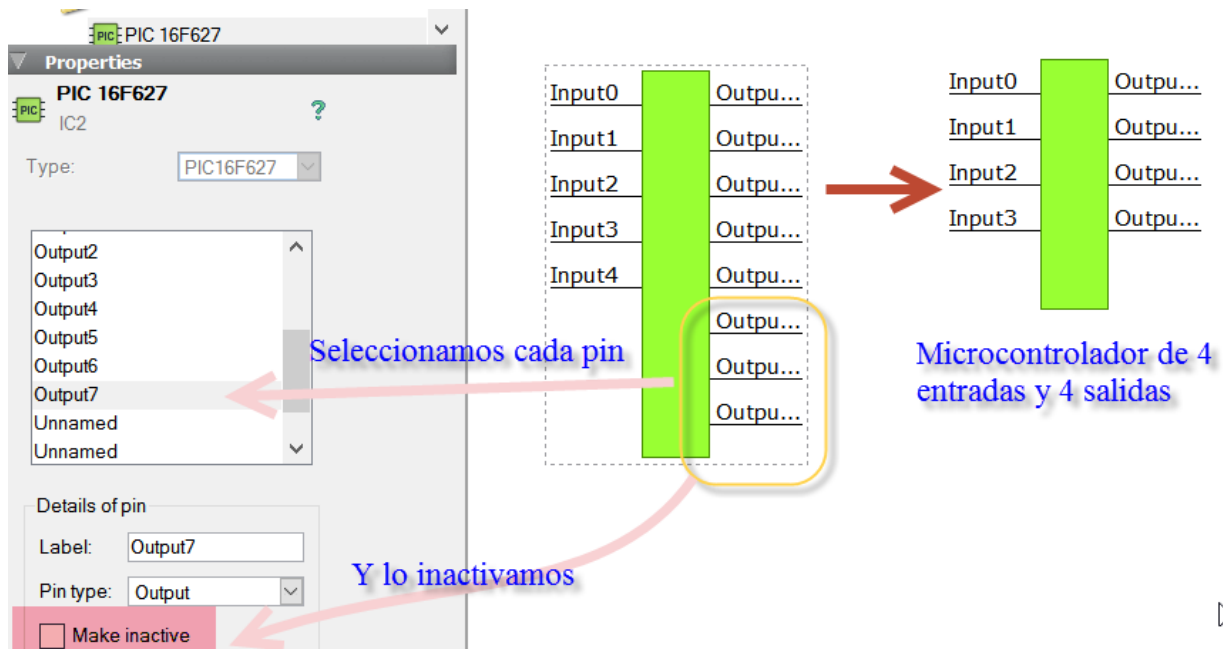 PIC PIC 16F627
Properties
PIC PIC 16F627
IC2
?
Type: PIC16F627
Output2
Output3
Output4
Output5
Output6
Output7
Unnamed
Unnamed
Details of pin
Label: Output7
Pin type: Output
Make inactive
Input0 Outpu...
Input1 Outpu...
Input2 Outpu...
Input3 Outpu...
Input4 Outpu...
Outpu...
Outpu...
Outpu...
Seleccionamos cada pin
Y lo inactivamos
Input0 Outpu...
Input1 Outpu...
Input2 Outpu...
Input3 Outpu...
Microcontrolador de 4
entradas y 4 salidas